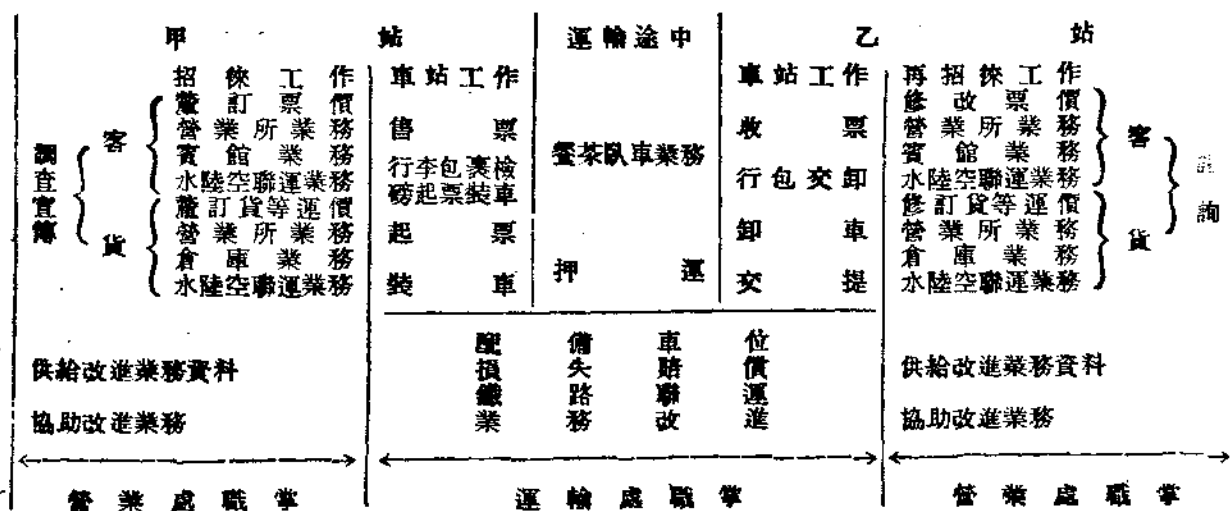 甲站
運輸途中
乙站
調查宣傳
客
貨
招徠工作
釐訂票價
營業所業務
賓館業務
水陸空聯運業務
釐訂貨等運價
營業所業務
倉庫業務
水陸空聯運業務
車站工作
售票
行李包裹檢
磅起票裝車
起票
裝車
餐茶臥車業務
押運
車站工作
收票
行包交卸
卸車
交提
再招徠工作
修改票價
營業所業務
賓館業務
水陸空聯運業務
修訂貨等運價
營業所業務
倉庫業務
水陸空聯運業務
客
貨
詢
供給改進業務資料
協助改進業務
配備車位
損失賠償
鐵路聯運
業務改進
供給改進業務資料
協助改進業務
營業處職掌
運輸處職掌
營業處職掌